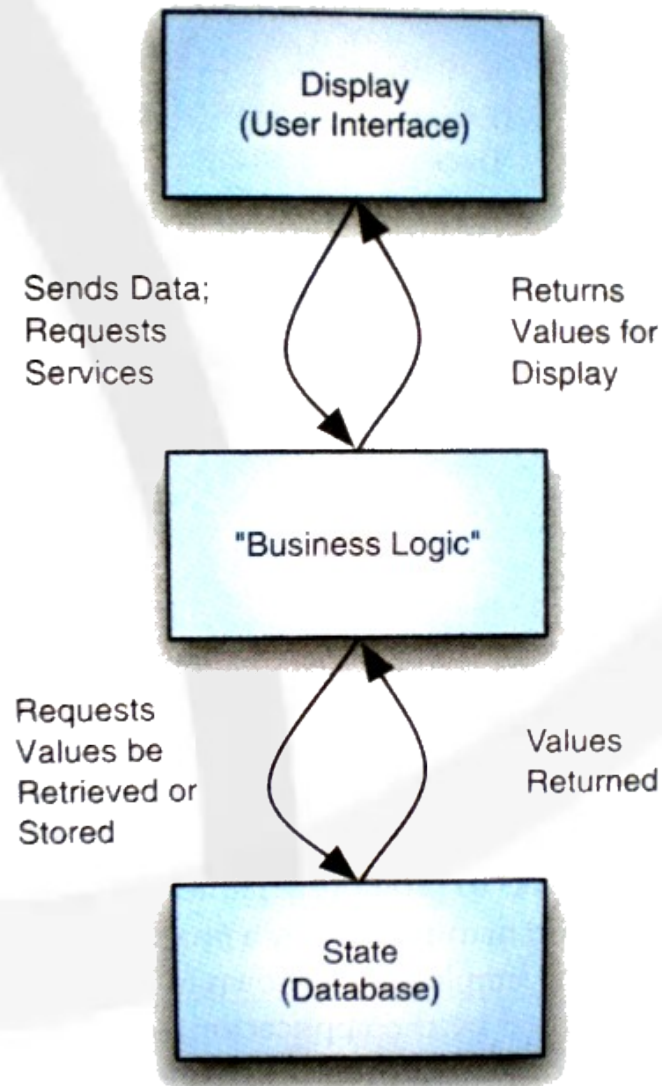 Display
(User Interface)
Sends Data;
Requests
Services
Returns
Values for
Display
"Business Logic"
Requests
Values be
Retrieved or
Stored
Values
Returned
State
(Database)